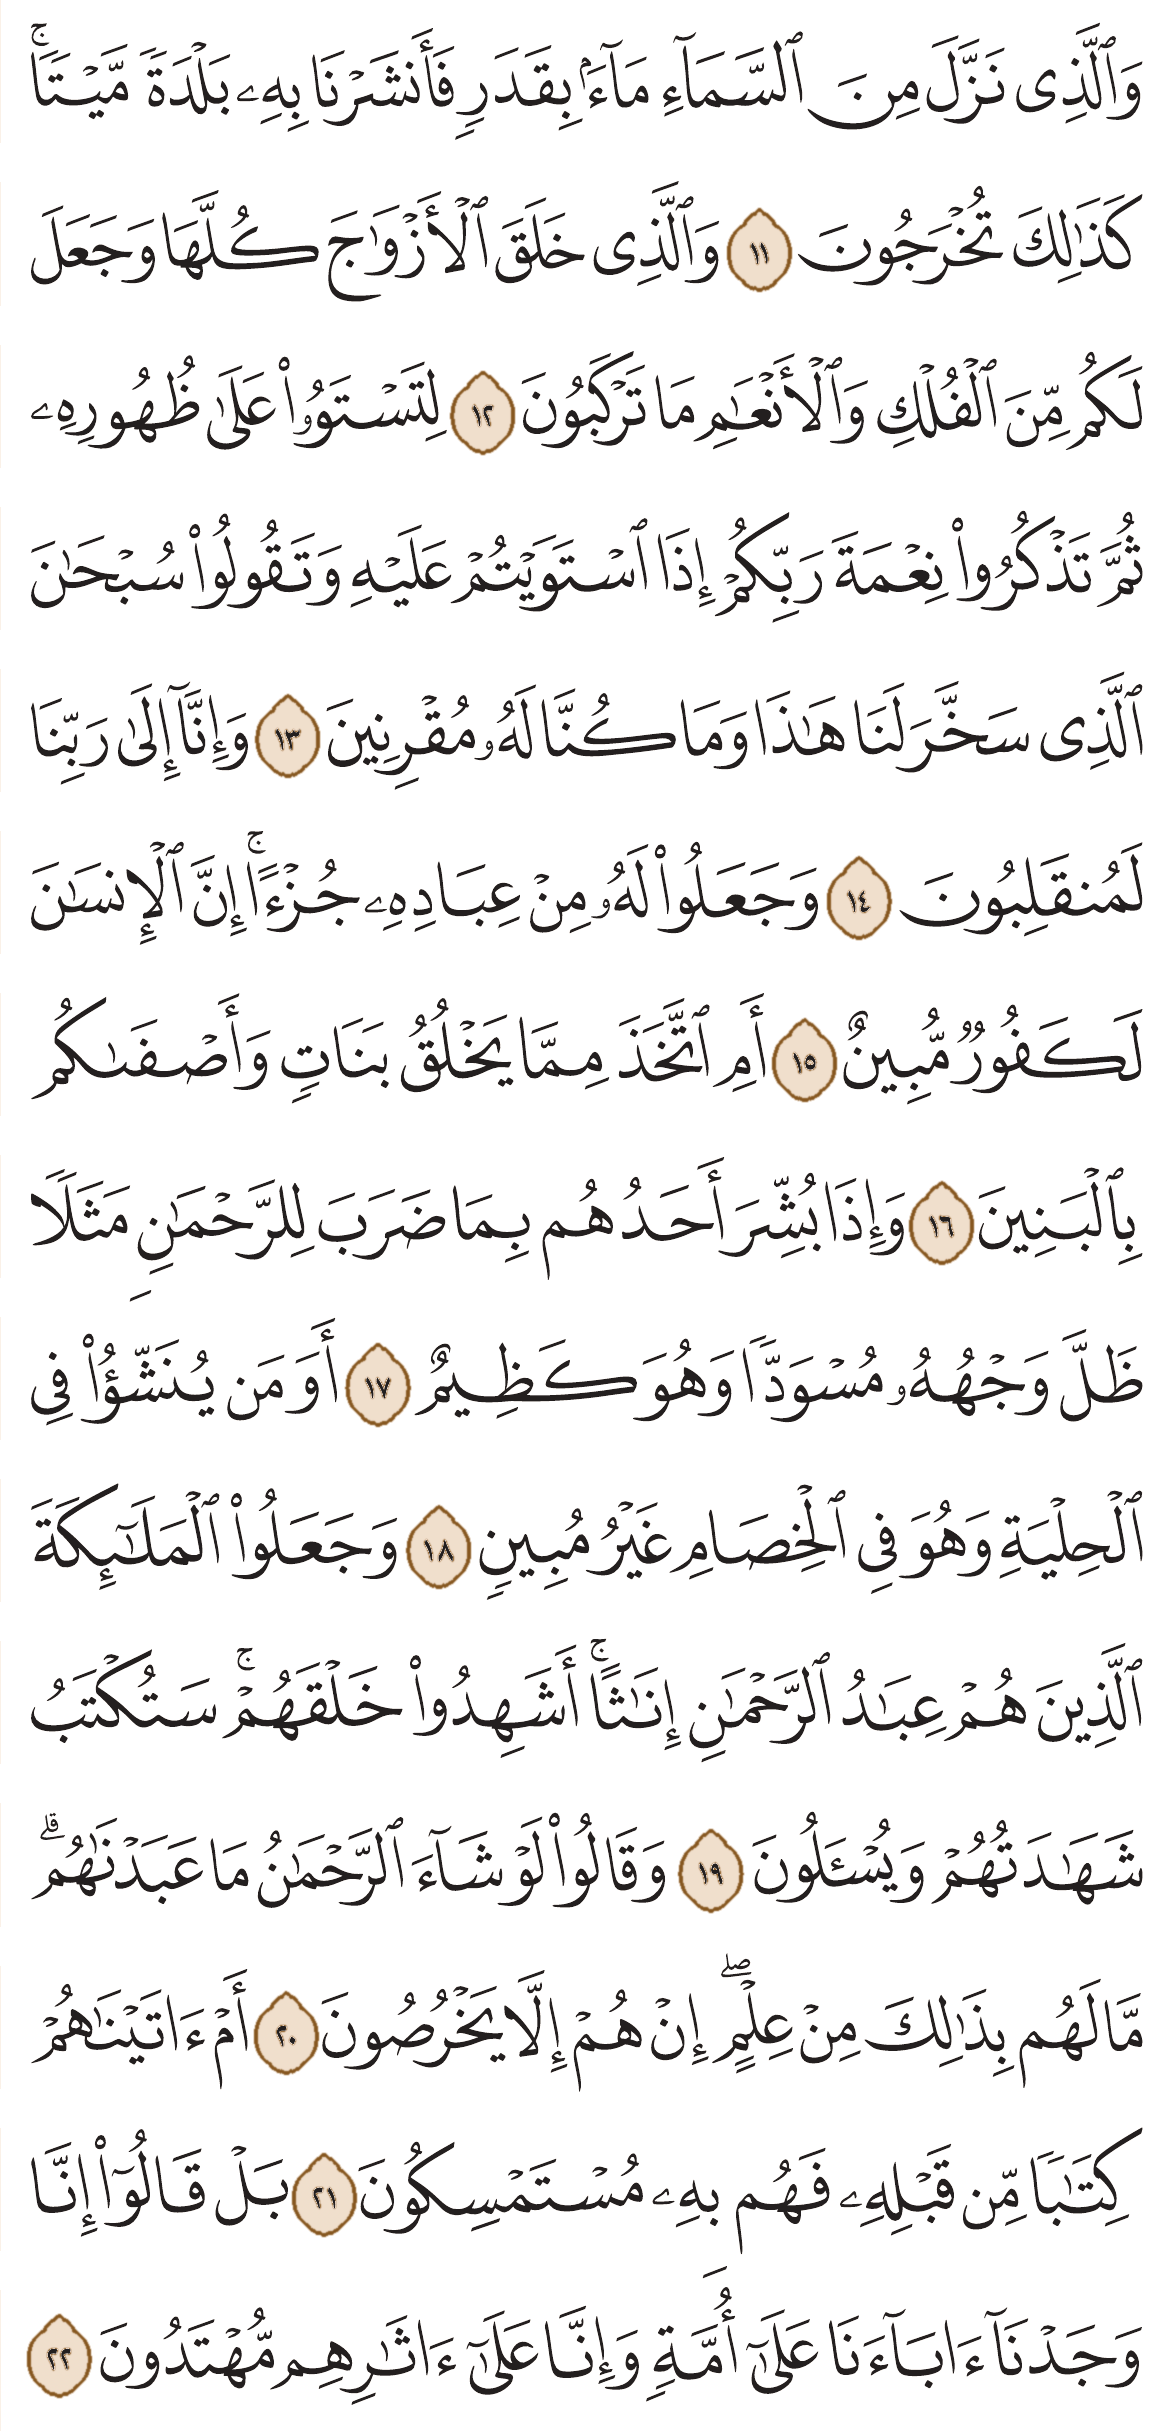 وَٱلَّذِى نَزَّلَ مِنَ ٱلسَّمَآءِ مَآءَۢ بِقَدَرٍ فَأَنشَرْنَا بِهِۦ بَلْدَةً مَّيْتًا ۚ
كَذَٰلِكَ تُخْرَجُونَ ١١ وَٱلَّذِى خَلَقَ ٱلْأَزْوَٰجَ كُلَّهَا وَجَعَلَ
لَكُم مِّنَ ٱلْفُلْكِ وَٱلْأَنْعَٰمِ مَا تَرْكَبُونَ ١٢ لِتَسْتَوُۥا۟ عَلَىٰ ظُهُورِهِۦ
ثُمَّ تَذْكُرُوا۟ نِعْمَةَ رَبِّكُمْ إِذَا ٱسْتَوَيْتُمْ عَلَيْهِ وَتَقُولُوا۟ سُبْحَٰنَ
ٱلَّذِى سَخَّرَ لَنَا هَٰذَا وَمَا كُنَّا لَهُۥ مُقْرِنِينَ ١٣ وَإِنَّآ إِلَىٰ رَبِّنَا
لَمُنقَلِبُونَ ١٤ وَجَعَلُوا۟ لَهُۥ مِنْ عِبَادِهِۦ جُزْءًا ۚ إِنَّ ٱلْإِنسَٰنَ
لَكَفُورٌ مُّبِينٌ ١٥ أَمِ ٱتَّخَذَ مِمَّا يَخْلُقُ بَنَاتٍ وَأَصْفَىٰكُم
بِٱلْبَنِينَ ١٦ وَإِذَا بُشِّرَ أَحَدُهُم بِمَا ضَرَبَ لِلرَّحْمَٰنِ مَثَلًا
ظَلَّ وَجْهُهُۥ مُسْوَدًّا وَهُوَ كَظِيمٌ ١٧ أَوَمَن يُنَشَّؤُا۟ فِى
ٱلْحِلْيَةِ وَهُوَ فِى ٱلْخِصَامِ غَيْرُ مُبِينٍ ١٨ وَجَعَلُوا۟ ٱلْمَلَٰٓئِكَةَ
ٱلَّذِينَ هُمْ عِبَٰدُ ٱلرَّحْمَٰنِ إِنَٰثًا ۚ أَشَهِدُوا۟ خَلْقَهُمْ ۚ سَتُكْتَبُ
شَهَٰدَتُهُمْ وَيُسْـَٔلُونَ ١٩ وَقَالُوا۟ لَوْ شَآءَ ٱلرَّحْمَٰنُ مَا عَبَدْنَٰهُم ۗ
مَّا لَهُم بِذَٰلِكَ مِنْ عِلْمٍ ۖ إِنْ هُمْ إِلَّا يَخْرُصُونَ ٢٠ أَمْ ءَاتَيْنَٰهُمْ
كِتَٰبًا مِّن قَبْلِهِۦ فَهُم بِهِۦ مُسْتَمْسِكُونَ ٢١ بَلْ قَالُوٓا۟ إِنَّا
وَجَدْنَآ ءَابَآءَنَا عَلَىٰٓ أُمَّةٍ وَإِنَّا عَلَىٰٓ ءَاثَٰرِهِم مُّهْتَدُونَ ٢٢